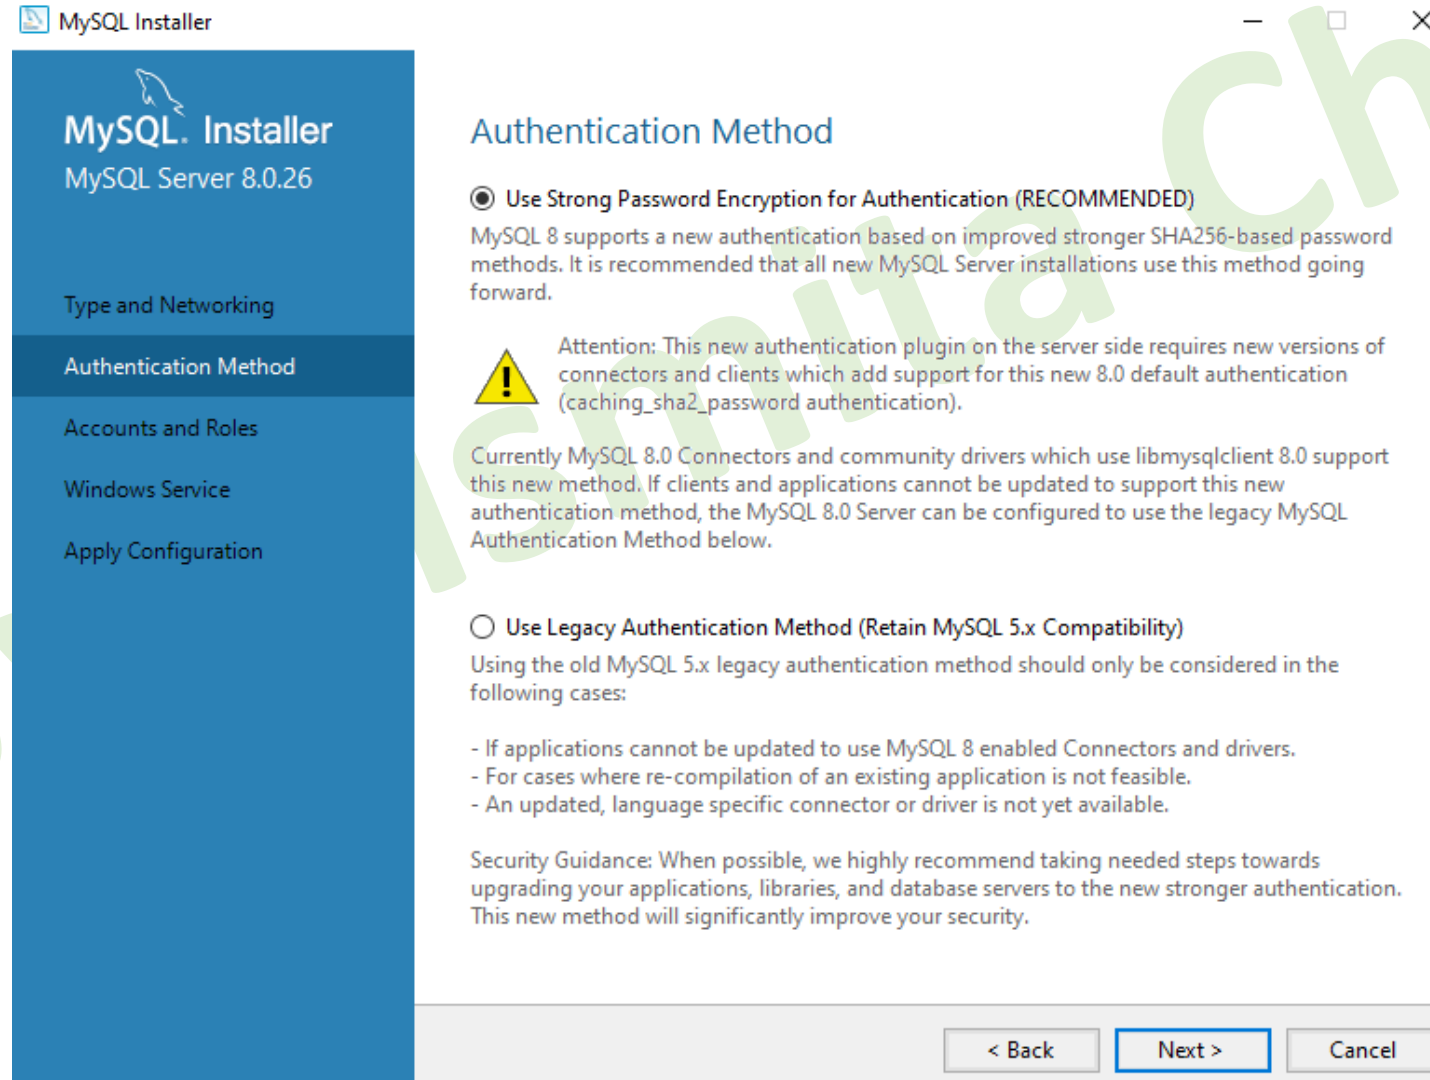 MySQL Installer
MySQL. Installer
MySQL Server 8.0.26
Type and Networking
Authentication Method
Accounts and Roles
Windows Service
Apply Configuration
Authentication Method
Use Strong Password Encryption for Authentication (RECOMMENDED)
MySQL 8 supports a new authentication based on improved stronger SHA256-based password
methods. It is recommended that all new MySQL Server installations use this method going
forward.
Attention: This new authentication plugin on the server side requires new versions of
connectors and clients which add support for this new 8.0 default authentication
(caching_sha2_password authentication).
Currently MySQL 8.0 Connectors and community drivers which use libmysqlclient 8.0 support
this new method. If clients and applications cannot be updated to support this new
authentication method, the MySQL 8.0 Server can be configured to use the legacy MySQL
Authentication Method below.
Use Legacy Authentication Method (Retain MySQL 5.x Compatibility)
Using the old MySQL 5.x legacy authentication method should only be considered in the
following cases:
- If applications cannot be updated to use MySQL 8 enabled Connectors and drivers.
- For cases where re-compilation of an existing application is not feasible.
- An updated, language specific connector or driver is not yet available.
Security Guidance: When possible, we highly recommend taking needed steps towards
upgrading your applications, libraries, and database servers to the new stronger authentication.
This new method will significantly improve your security.
< Back
Next >
Cancel